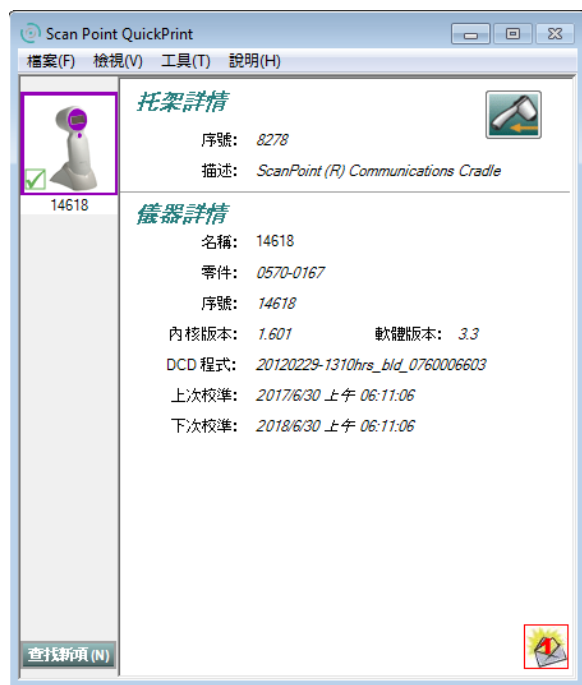 Scan Point QuickPrint
檔案(F) 檢視(V) 工具(T) 說明(H)
托架詳情
序號: 8278
描述: ScanPoint (R) Communications Cradle
14618
儀器詳情
名稱: 14618
零件: 0570-0167
序號: 14618
內核版本: 1.601 軟體版本: 3.3
DCD 程式: 20120229-1310hrs_bld_0760006603
上次校準: 2017/6/30 上午 06:11:06
下次校準: 2018/6/30 上午 06:11:06
查找新項(N)